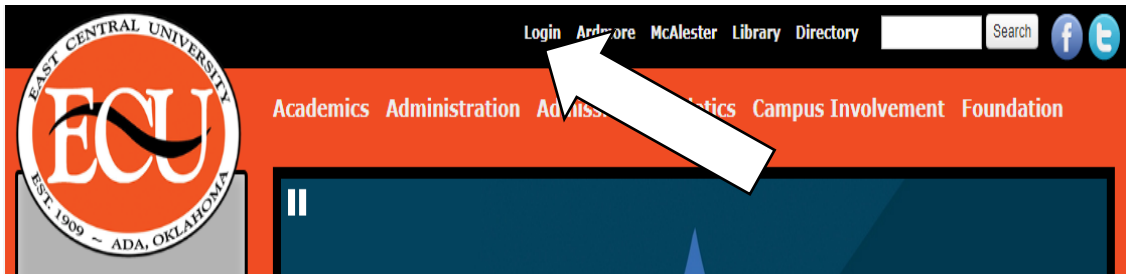 EAST CENTRAL UNIVERSITY
ECU
EST. 1909 ~ ADA, OKLAHOMA
Login Ardmore McAlester Library Directory Search f t
Academics Administration Campus Involvement Foundation